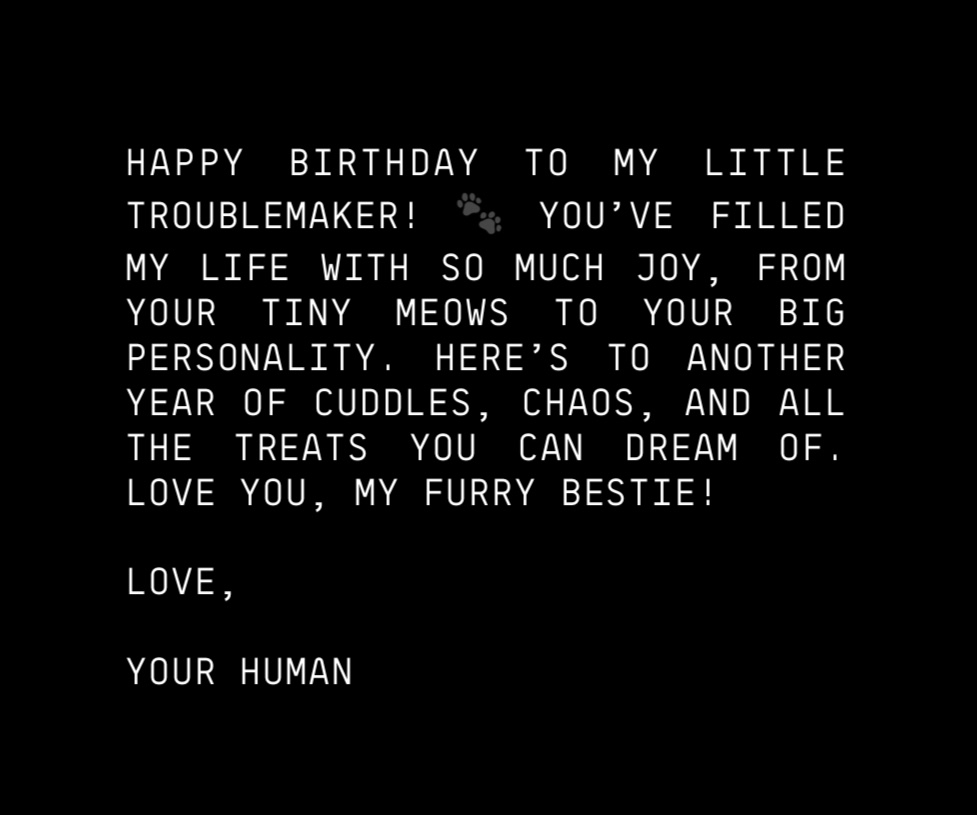 HAPPY BIRTHDAY TO MY LITTLE
TROUBLEMAKER! 🐾 YOU’VE FILLED
MY LIFE WITH SO MUCH JOY, FROM
YOUR TINY MEOWS TO YOUR BIG
PERSONALITY. HERE’S TO ANOTHER
YEAR OF CUDDLES, CHAOS, AND ALL
THE TREATS YOU CAN DREAM OF.
LOVE YOU, MY FURRY BESTIE!
LOVE,
YOUR HUMAN